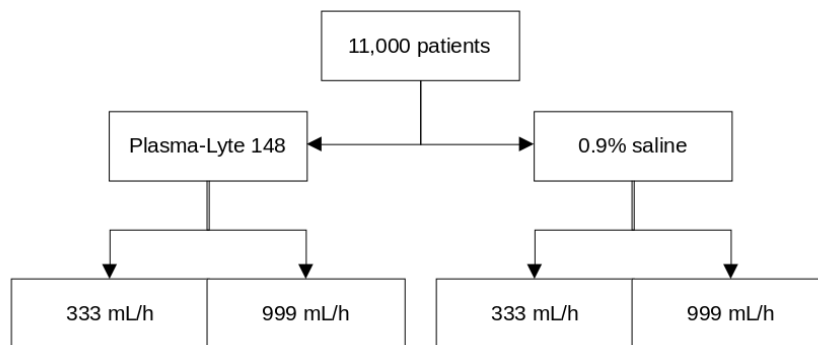 11,000 patients
Plasma-Lyte 148
0.9% saline
333 mL/h
999 mL/h
333 mL/h
999 mL/h